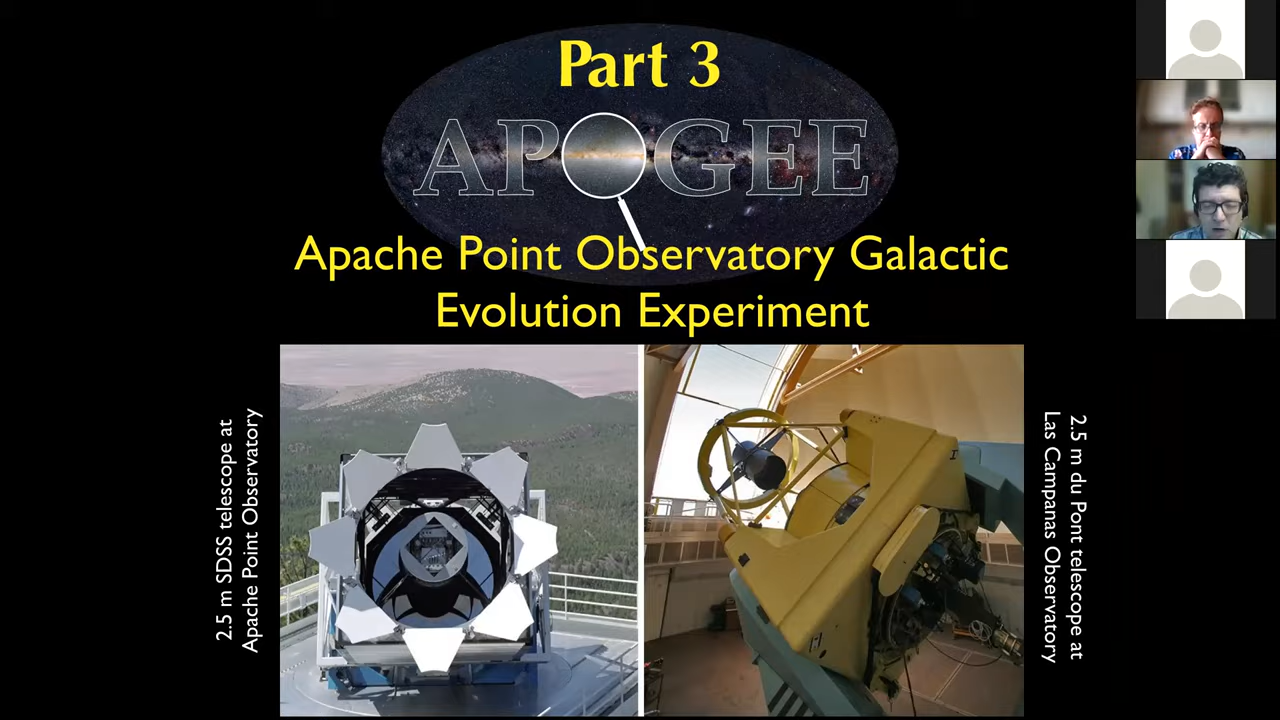 Part 3
APOGEE
Apache Point Observatory Galactic
Evolution Experiment
2.5 m SDSS telescope at
Apache Point Observatory
2.5 m du Pont telescope at
Las Campanas Observatory